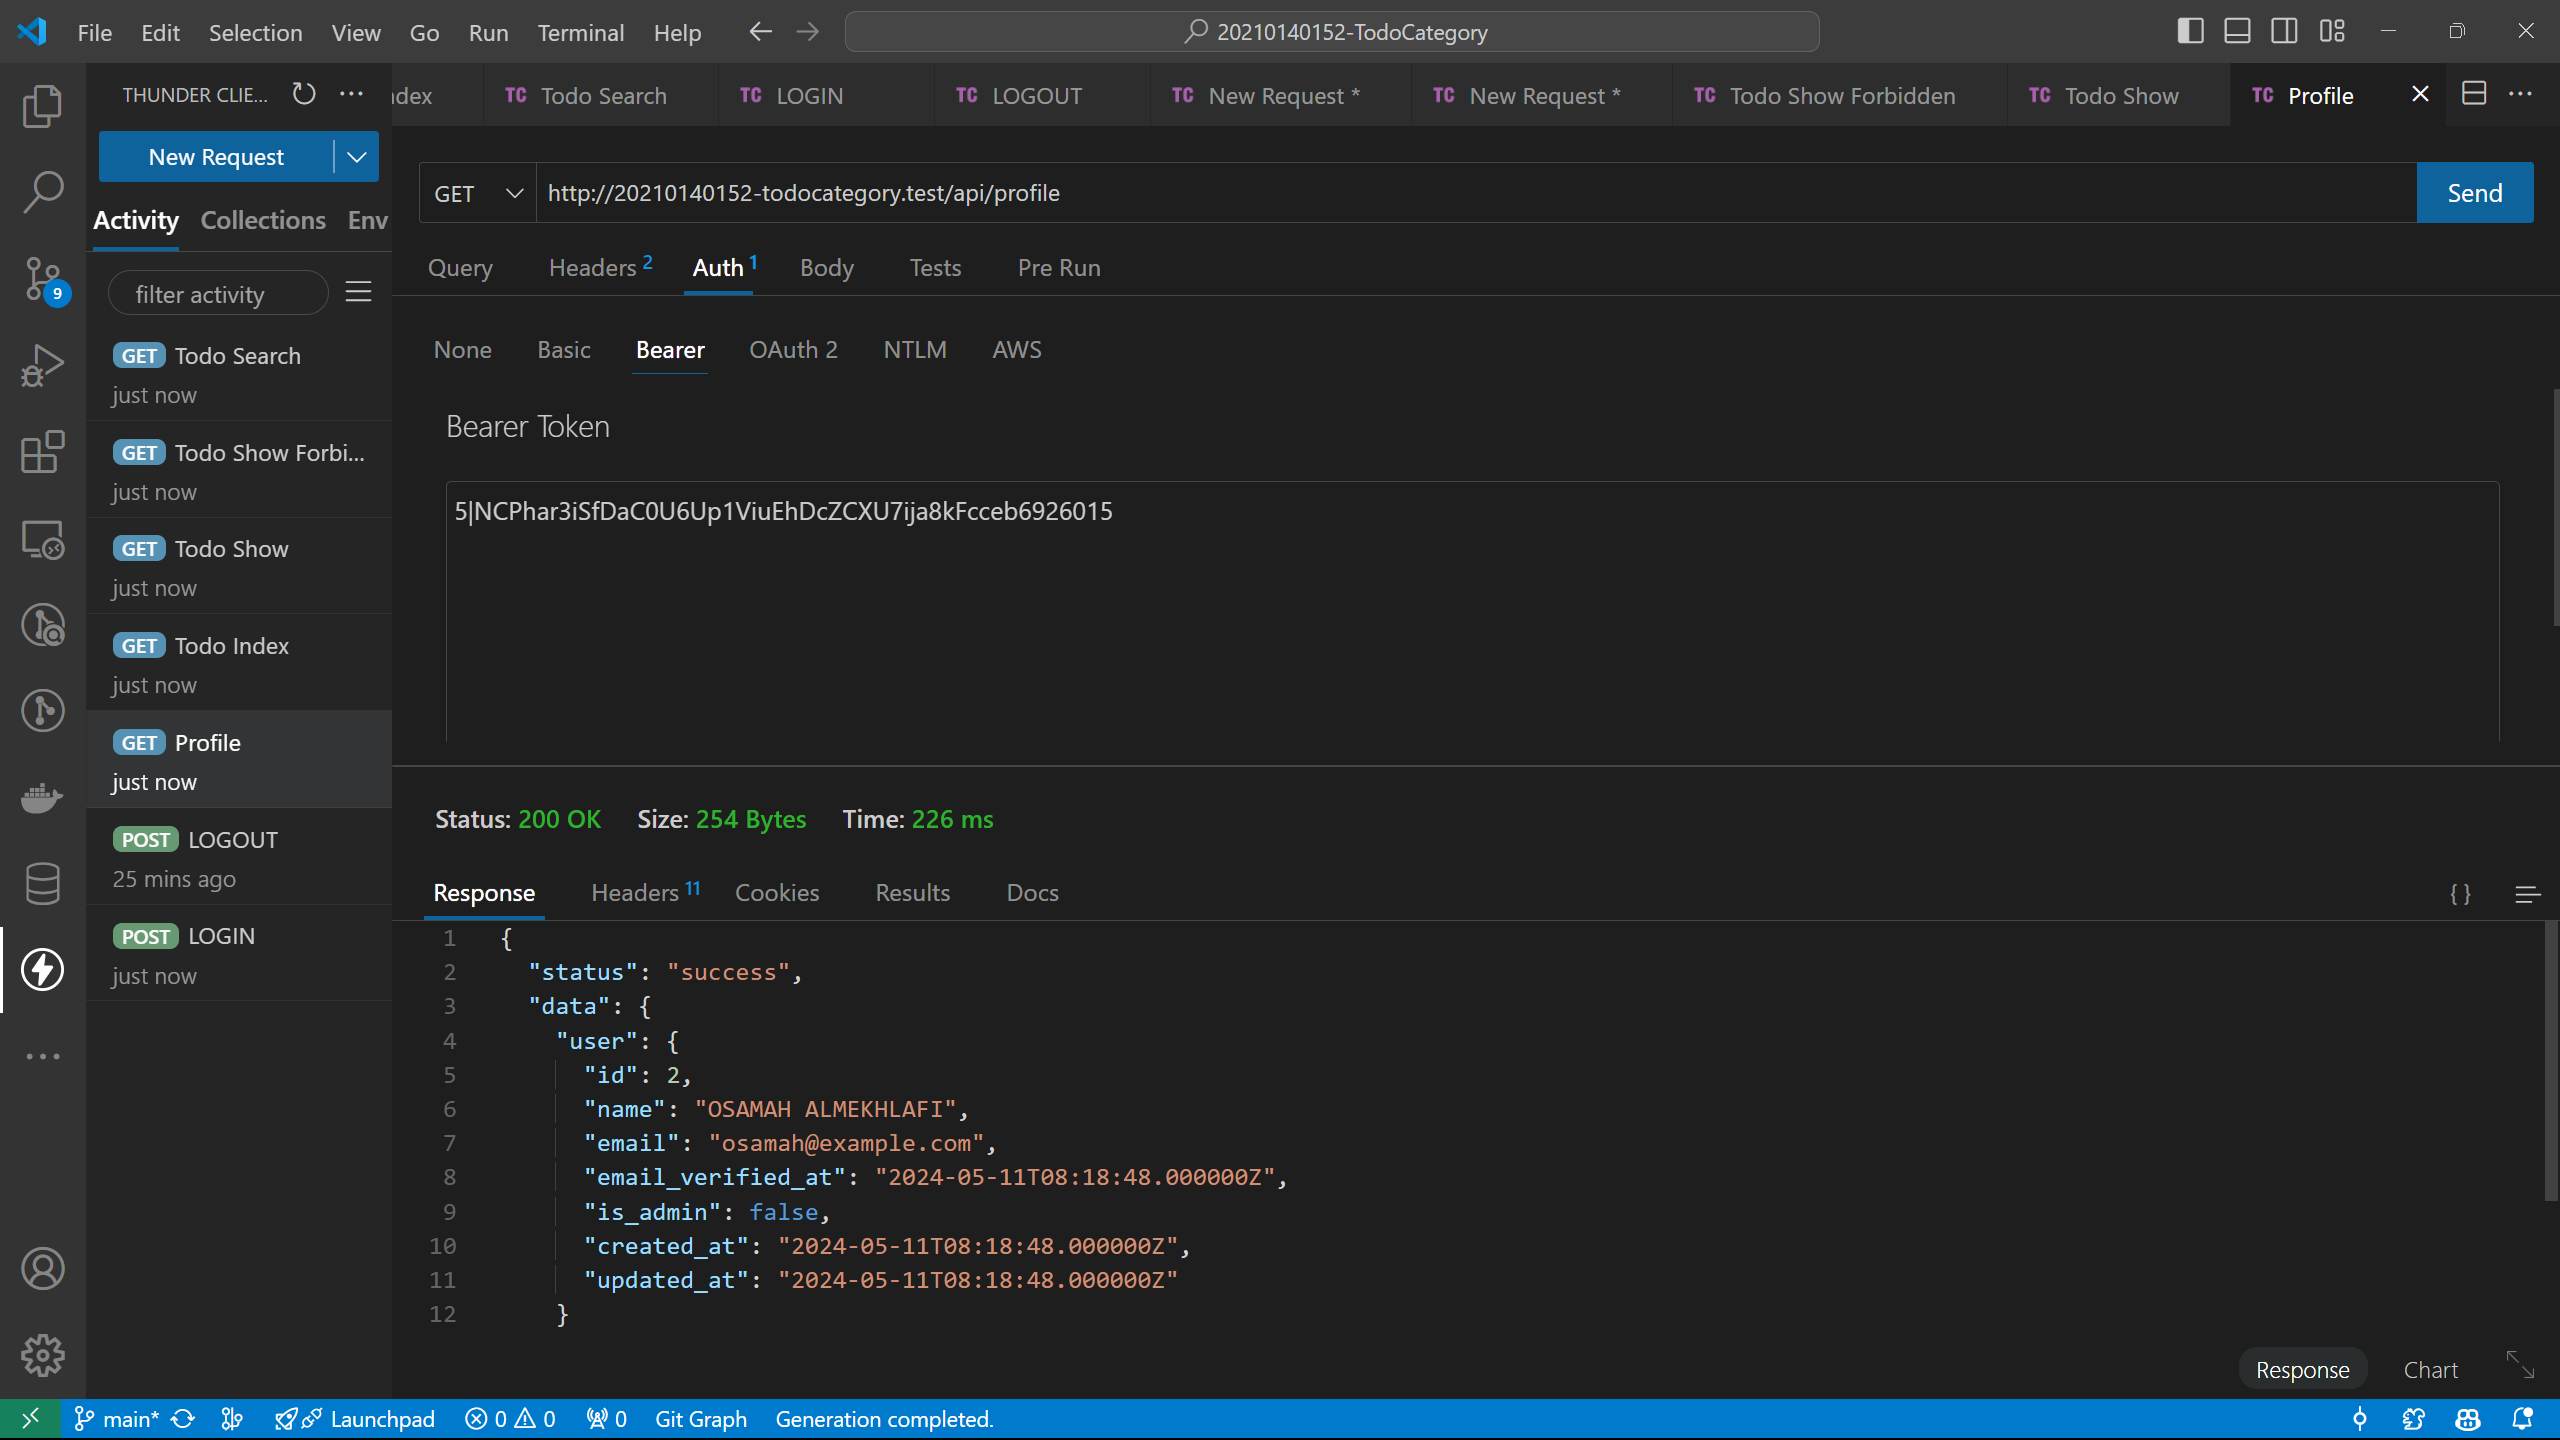 File Edit Selection View Go Run Terminal Help
20210140152-TodoCategory
THUNDER CLIE...
dex
TC Todo Search
TC LOGIN
TC LOGOUT
TC New Request *
TC New Request *
TC Todo Show Forbidden
TC Todo Show
TC Profile
New Request
Activity Collections Env
filter activity
GET Todo Search
just now
GET Todo Show Forbi...
just now
GET Todo Show
just now
GET Todo Index
just now
GET Profile
just now
POST LOGOUT
25 mins ago
POST LOGIN
just now
9
GET http://20210140152-todocategory.test/api/profile Send
Query Headers 2 Auth 1 Body Tests Pre Run
None Basic Bearer OAuth 2 NTLM AWS
Bearer Token
5|NCPhar3iSfDaC0U6Up1ViuEhDcZCXU7ija8kFcceb6926015
Status: 200 OK Size: 254 Bytes Time: 226 ms
Response Headers 11 Cookies Results Docs
{ }
1 {
2 "status": "success",
3 "data": {
4 "user": {
5 "id": 2,
6 "name": "OSAMAH ALMEKHLAFI",
7 "email": "osamah@example.com",
8 "email_verified_at": "2024-05-11T08:18:48.000000Z",
9 "is_admin": false,
10 "created_at": "2024-05-11T08:18:48.000000Z",
11 "updated_at": "2024-05-11T08:18:48.000000Z"
12 }
Response Chart
main* Launchpad 0 0 0 Git Graph Generation completed.